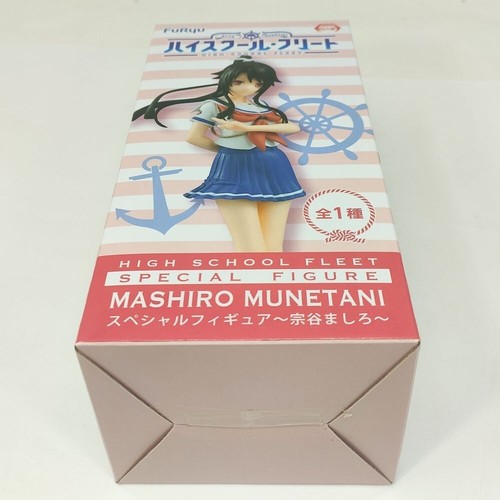 FuRyu
ハイスクール・フリート
HIGH SCHOOL FLEET
全1種
HIGH SCHOOL FLEET
SPECIAL FIGURE
MASHIRO MUNETANI
スペシャルフィギュア～宗谷ましろ～